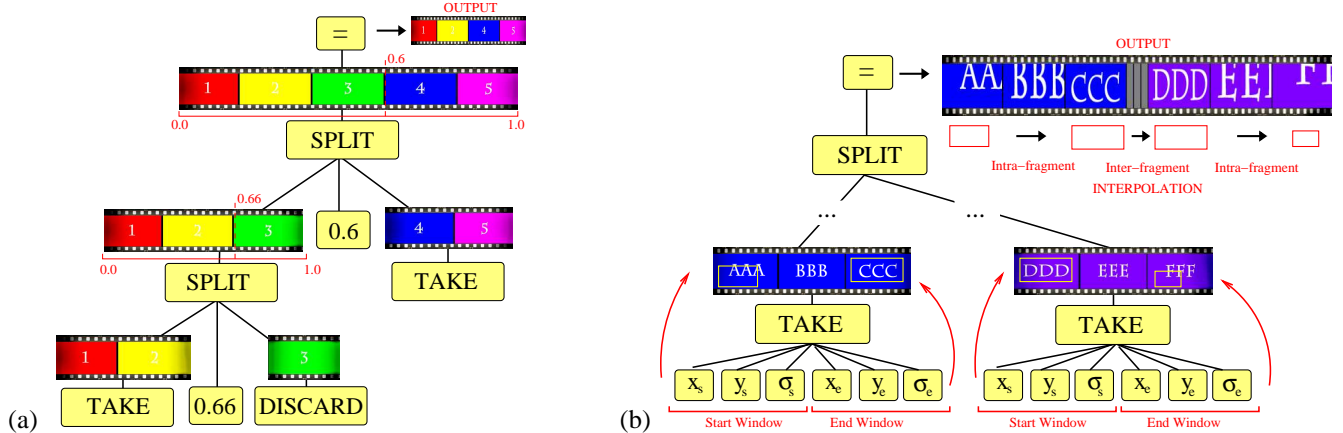 OUTPUT
=
1 2 4 5
0.6
1 2 3 4 5
0.0 1.0
SPLIT
0.66
1 2 3
0.6
4 5
0.0 1.0
SPLIT
TAKE
1 2
3
TAKE
0.66
DISCARD
(a)
OUTPUT
=
AA BBB CCC DDD EEE FF
SPLIT
Intra-fragment Inter-fragment Intra-fragment
INTERPOLATION
... ...
AAA BBB CCC
DDD EEE FFF
TAKE TAKE
xs ys σs xe ye σe
xs ys σs xe ye σe
Start Window End Window
Start Window End Window
(b)